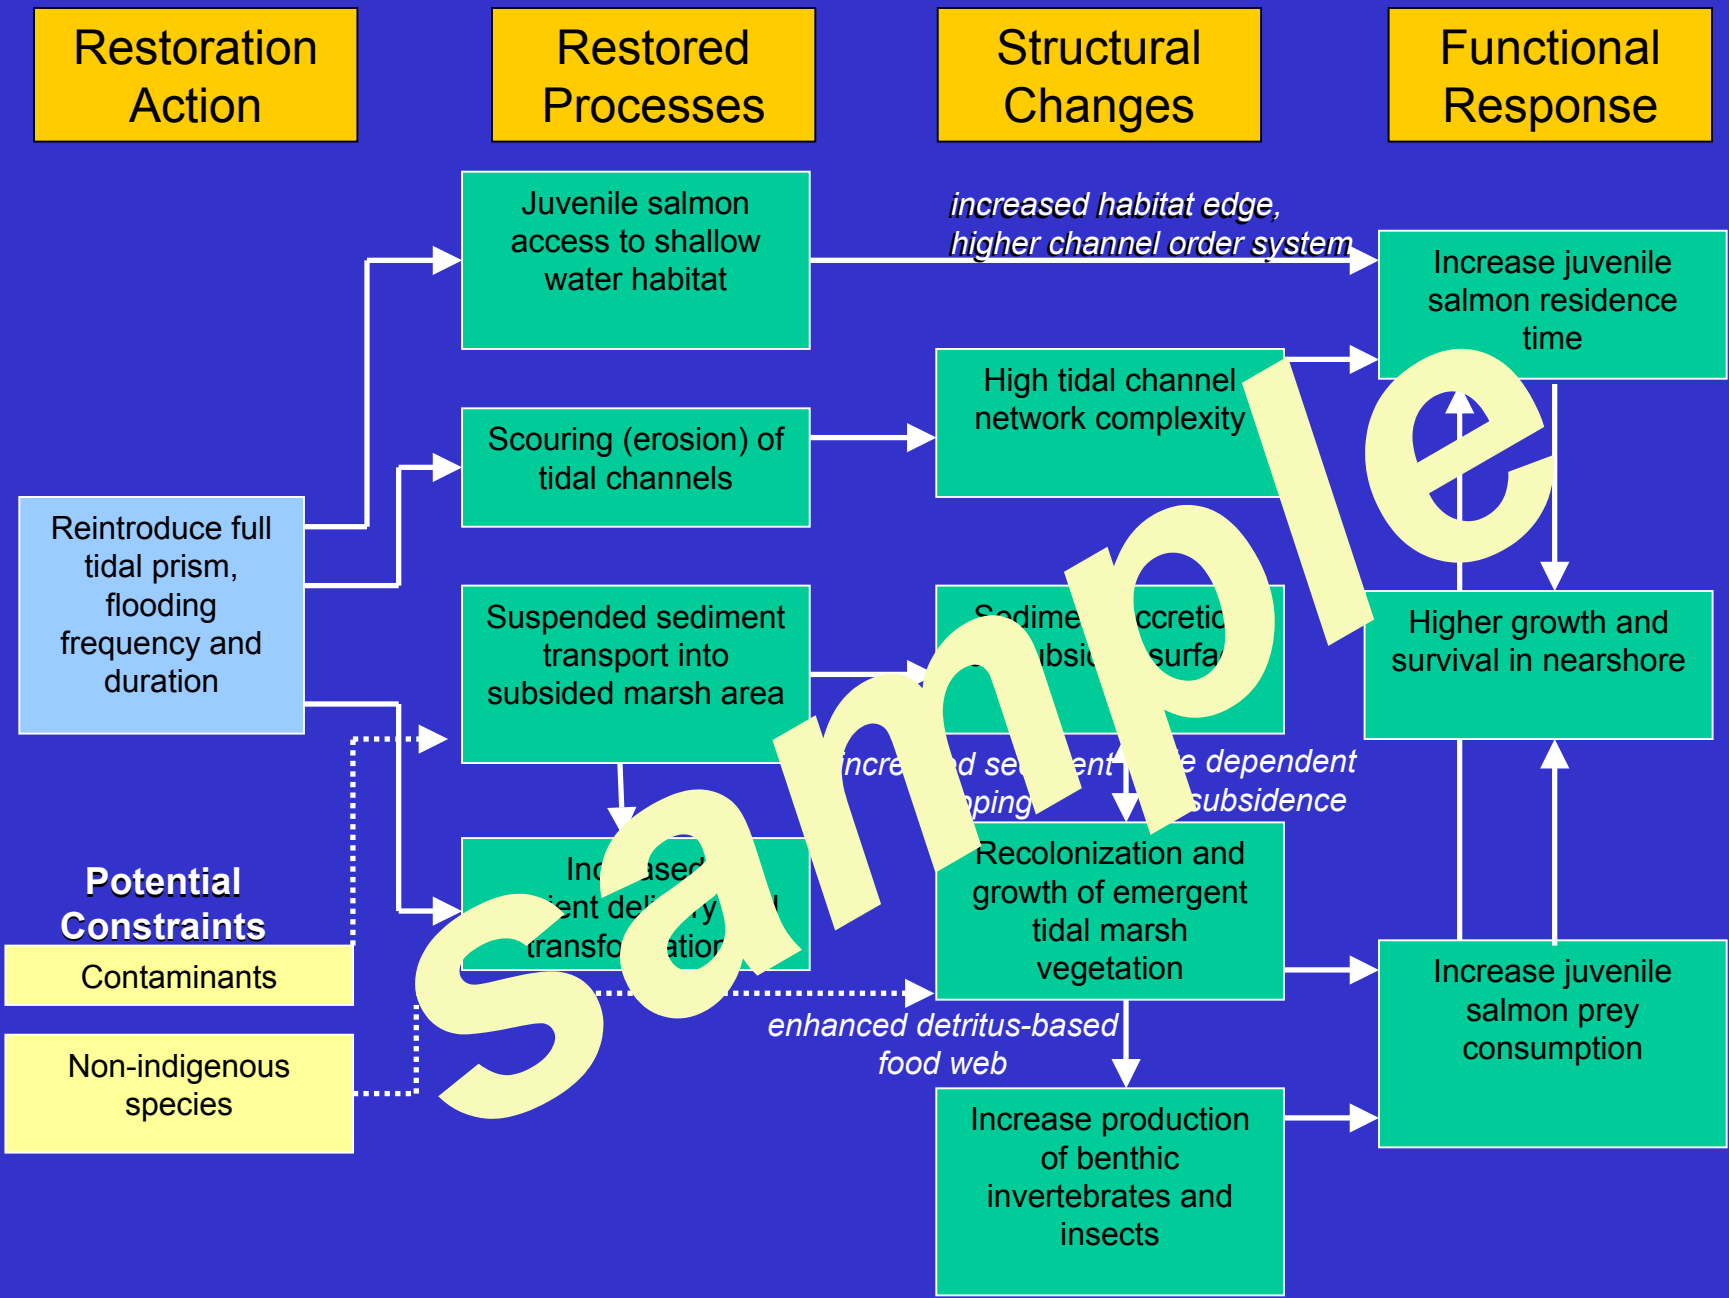 Restoration
Action
Restored
Processes
Structural
Changes
Functional
Response
Juvenile salmon
access to shallow
water habitat
increased habitat edge,
higher channel order system
Increase juvenile
salmon residence
time
High tidal channel
network complexity
Scouring (erosion) of
tidal channels
Reintroduce full
tidal prism,
flooding
frequency and
duration
Suspended sediment
transport into
subsided marsh area
Higher growth and
survival in nearshore
dependent
subsidence
Potential
Constraints
Contaminants
Non-indigenous
species
Recolonization and
growth of emergent
tidal marsh
vegetation
enhanced detritus-based
food web
Increase juvenile
salmon prey
consumption
Increase production
of benthic
invertebrates and
insects
sample